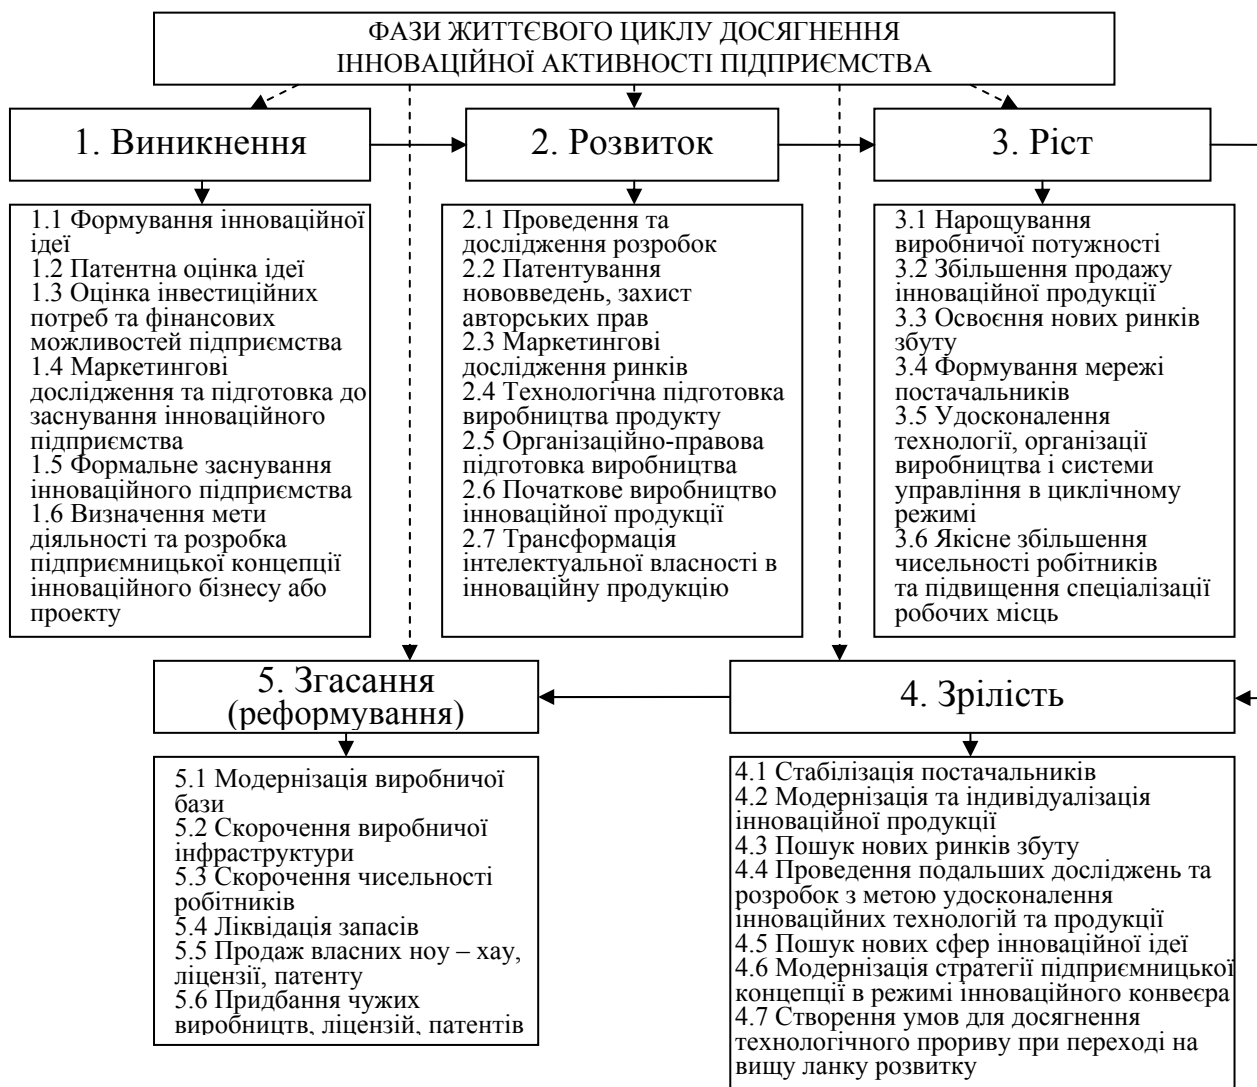 ФАЗИ ЖИТТЄВОГО ЦИКЛУ ДОСЯГНЕННЯ
ІННОВАЦІЙНОЇ АКТИВНОСТІ ПІДПРИЄМСТВА
1. Виникнення
2. Розвиток
3. Ріст
1.1 Формування інноваційної
ідеї
1.2 Патентна оцінка ідеї
1.3 Оцінка інвестиційних
потреб та фінансових
можливостей підприємства
1.4 Маркетингові
дослідження та підготовка до
заснування інноваційного
підприємства
1.5 Формальне заснування
інноваційного підприємства
1.6 Визначення мети
діяльності та розробка
підприємницької концепції
інноваційного бізнесу або
проекту
2.1 Проведення та
дослідження розробок
2.2 Патентування
нововведень, захист
авторських прав
2.3 Маркетингові
дослідження ринків
2.4 Технологічна підготовка
виробництва продукту
2.5 Організаційно-правова
підготовка виробництва
2.6 Початкове виробництво
інноваційної продукції
2.7 Трансформація
інтелектуальної власності в
інноваційну продукцію
3.1 Нарощування
виробничої потужності
3.2 Збільшення продажу
інноваційної продукції
3.3 Освоєння нових ринків
збуту
3.4 Формування мережі
постачальників
3.5 Удосконалення
технології, організації
виробництва і системи
управління в циклічному
режимі
3.6 Якісне збільшення
чисельності робітників
та підвищення спеціалізації
робочих місць
5. Згасання
(реформування)
4. Зрілість
5.1 Модернізація виробничої
бази
5.2 Скорочення виробничої
інфраструктури
5.3 Скорочення чисельності
робітників
5.4 Ліквідація запасів
5.5 Продаж власних ноу – хау,
ліцензії, патенту
5.6 Придбання чужих
виробництв, ліцензій, патентів
4.1 Стабілізація постачальників
4.2 Модернізація та індивідуалізація
інноваційної продукції
4.3 Пошук нових ринків збуту
4.4 Проведення подальших досліджень та
розробок з метою удосконалення
інноваційних технологій та продукції
4.5 Пошук нових сфер інноваційної ідеї
4.6 Модернізація стратегії підприємницької
концепції в режимі інноваційного конвеєра
4.7 Створення умов для досягнення
технологічного прориву при переході на
вищу ланку розвитку